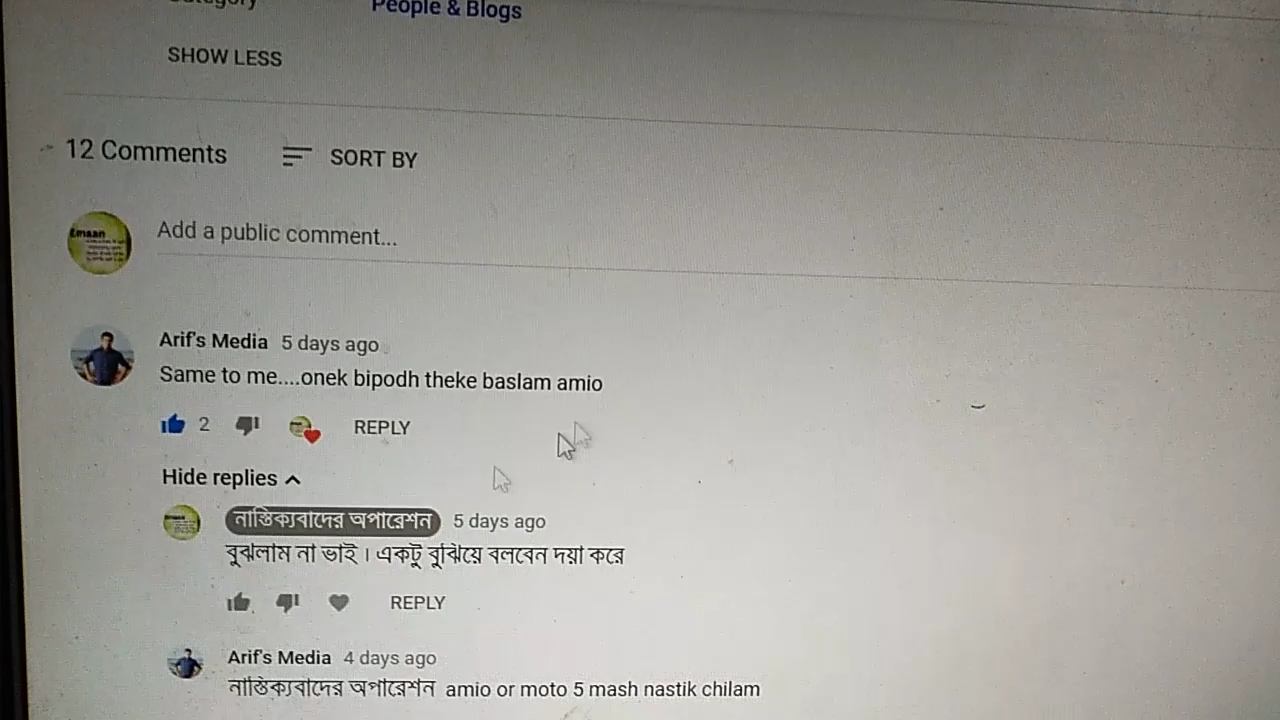 People & Blogs
SHOW LESS
12 Comments SORT BY
Emaan
Add a public comment...
Arif's Media 5 days ago
Same to me....onek bipodh theke baslam amio
2 REPLY
Hide replies
নাস্তিক্যবাদের অপারেশন 5 days ago
বুঝলাম না ভাই। একটু বুঝিয়ে বলবেন দয়া করে
REPLY
Arif's Media 4 days ago
নাস্তিক্যবাদের অপারেশন amio or moto 5 mash nastik chilam